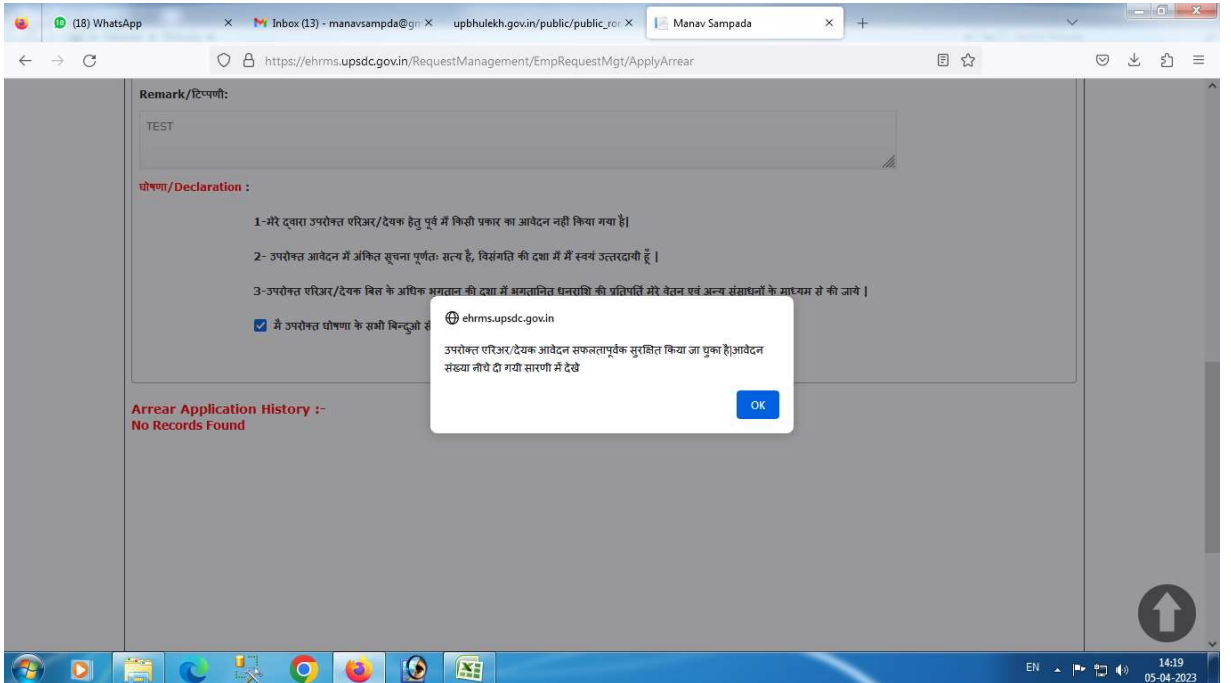 (18) WhatsApp
Inbox (13) - manavsampda@gm
upbhulekh.gov.in/public/public_ror
Manav Sampada
https://ehrms.upsdc.gov.in/RequestManagement/EmpRequestMgt/ApplyArrear
Remark/टिप्पणी:
TEST
घोषणा/Declaration :
1-मेरे द्वारा उपरोक्त एरिअर/देयक हेतु पूर्व में किसी प्रकार का आवेदन नहीं किया गया है|
2- उपरोक्त आवेदन में अंकित सूचना पूर्णतः सत्य है, विसंगति की दशा में मैं स्वयं उत्तरदायी हूँ |
3-उपरोक्त एरिअर/देयक बिल के अधिक भुगतान की दशा में भुगतानित धनराशि की प्रतिपूर्ति मेरे वेतन एवं अन्य संसाधनों के माध्यम से की जाये |
मै उपरोक्त घोषणा के सभी बिन्दुओ
ehrms.upsdc.gov.in
उपरोक्त एरिअर/देयक आवेदन सफलतापूर्वक सुरक्षित किया जा चुका है|आवेदन
संख्या नीचे दी गयी सारणी में देखे
OK
Arrear Application History :-
No Records Found
EN
14:19
05-04-2023